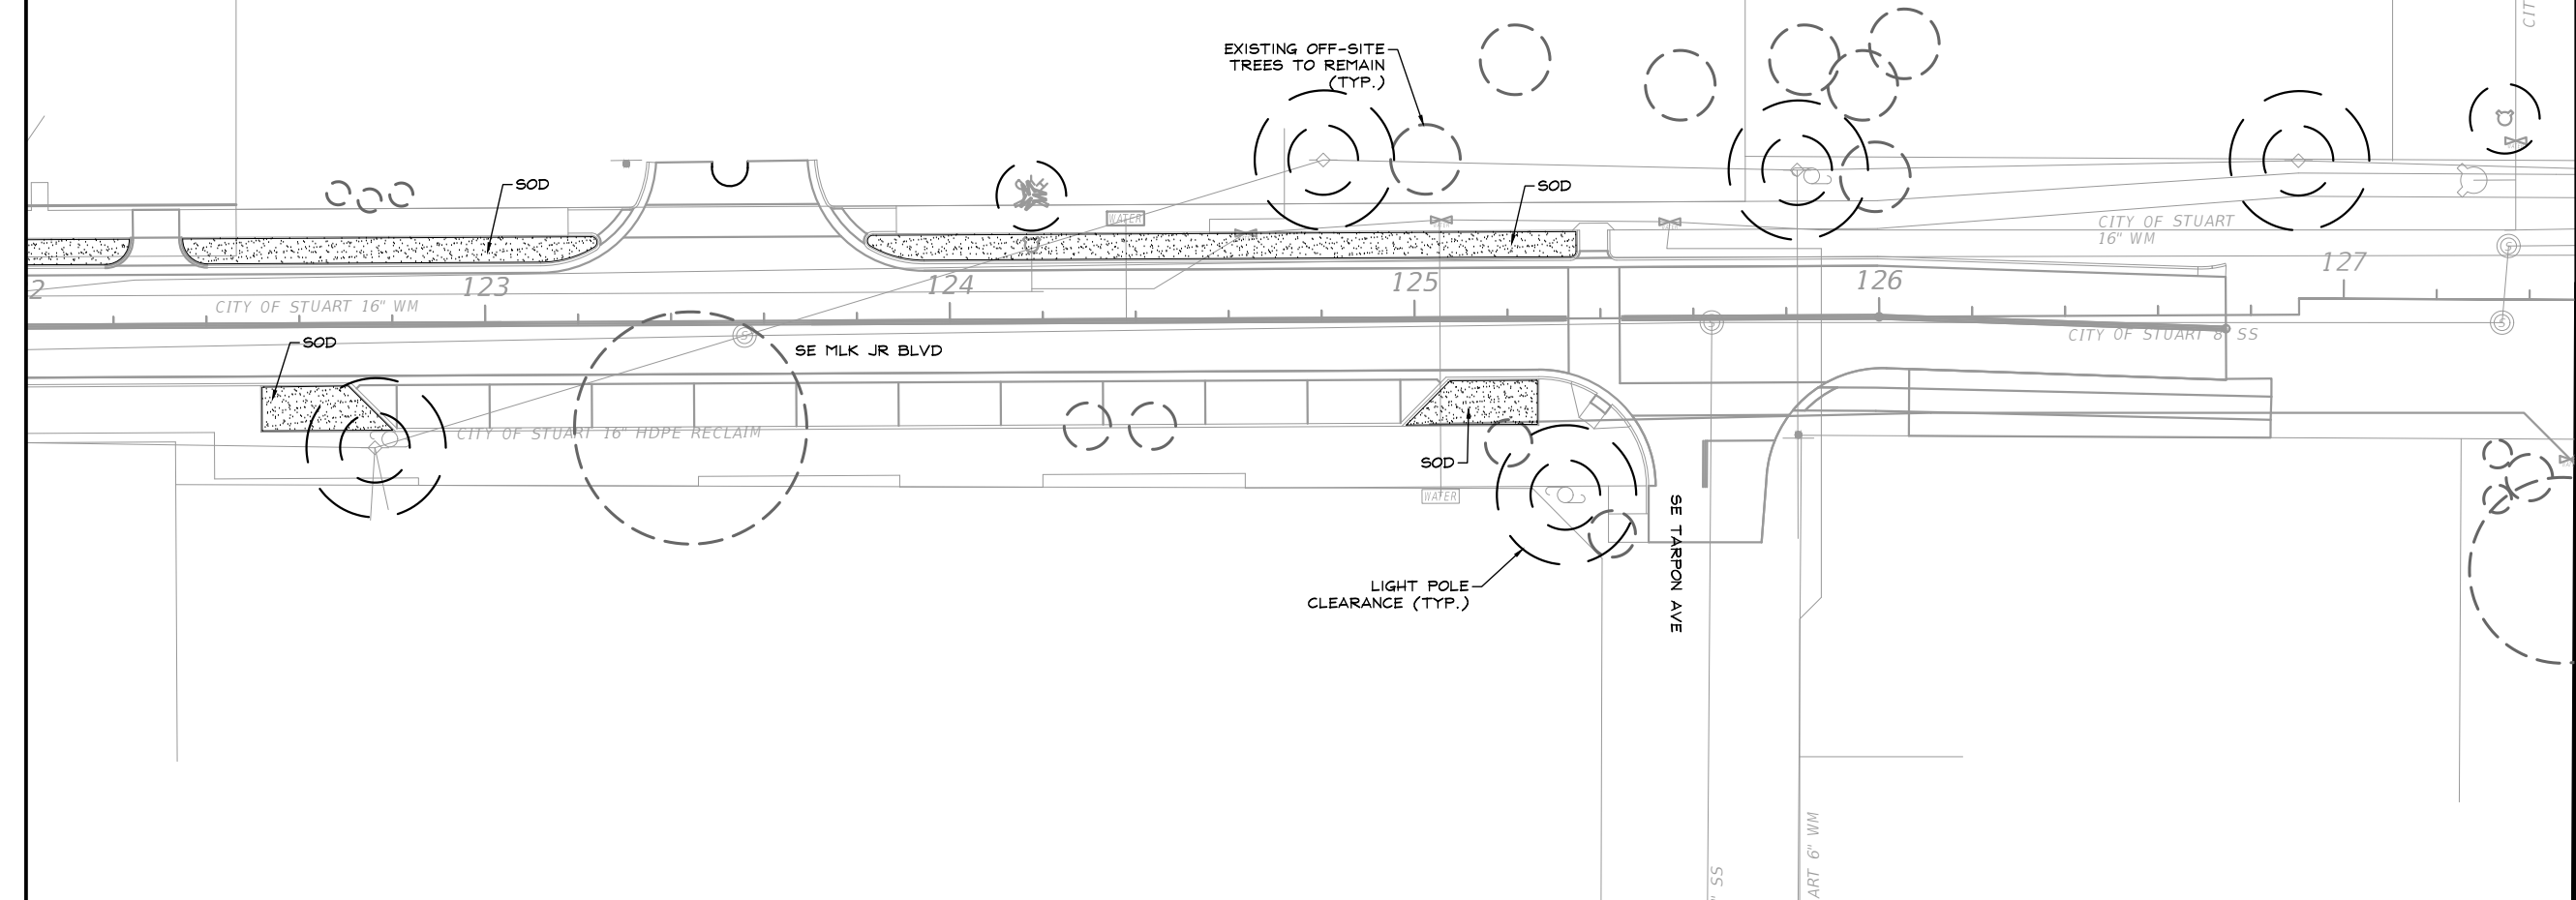 CIT
EXISTING OFF-SITE
TREES TO REMAIN
(TYP.)
SOD
SOD
WATER
CITY OF STUART
16" WM
2
123
124
125
126
127
CITY OF STUART 16" WM
CITY OF STUART 8" SS
SOD
SE MLK JR BLVD
S
S
S
S
CITY OF STUART 16" HDPE RECLAIM
SOD
WATER
SE TARPON AVE
LIGHT POLE
CLEARANCE (TYP.)
" SS
ART 6" WM